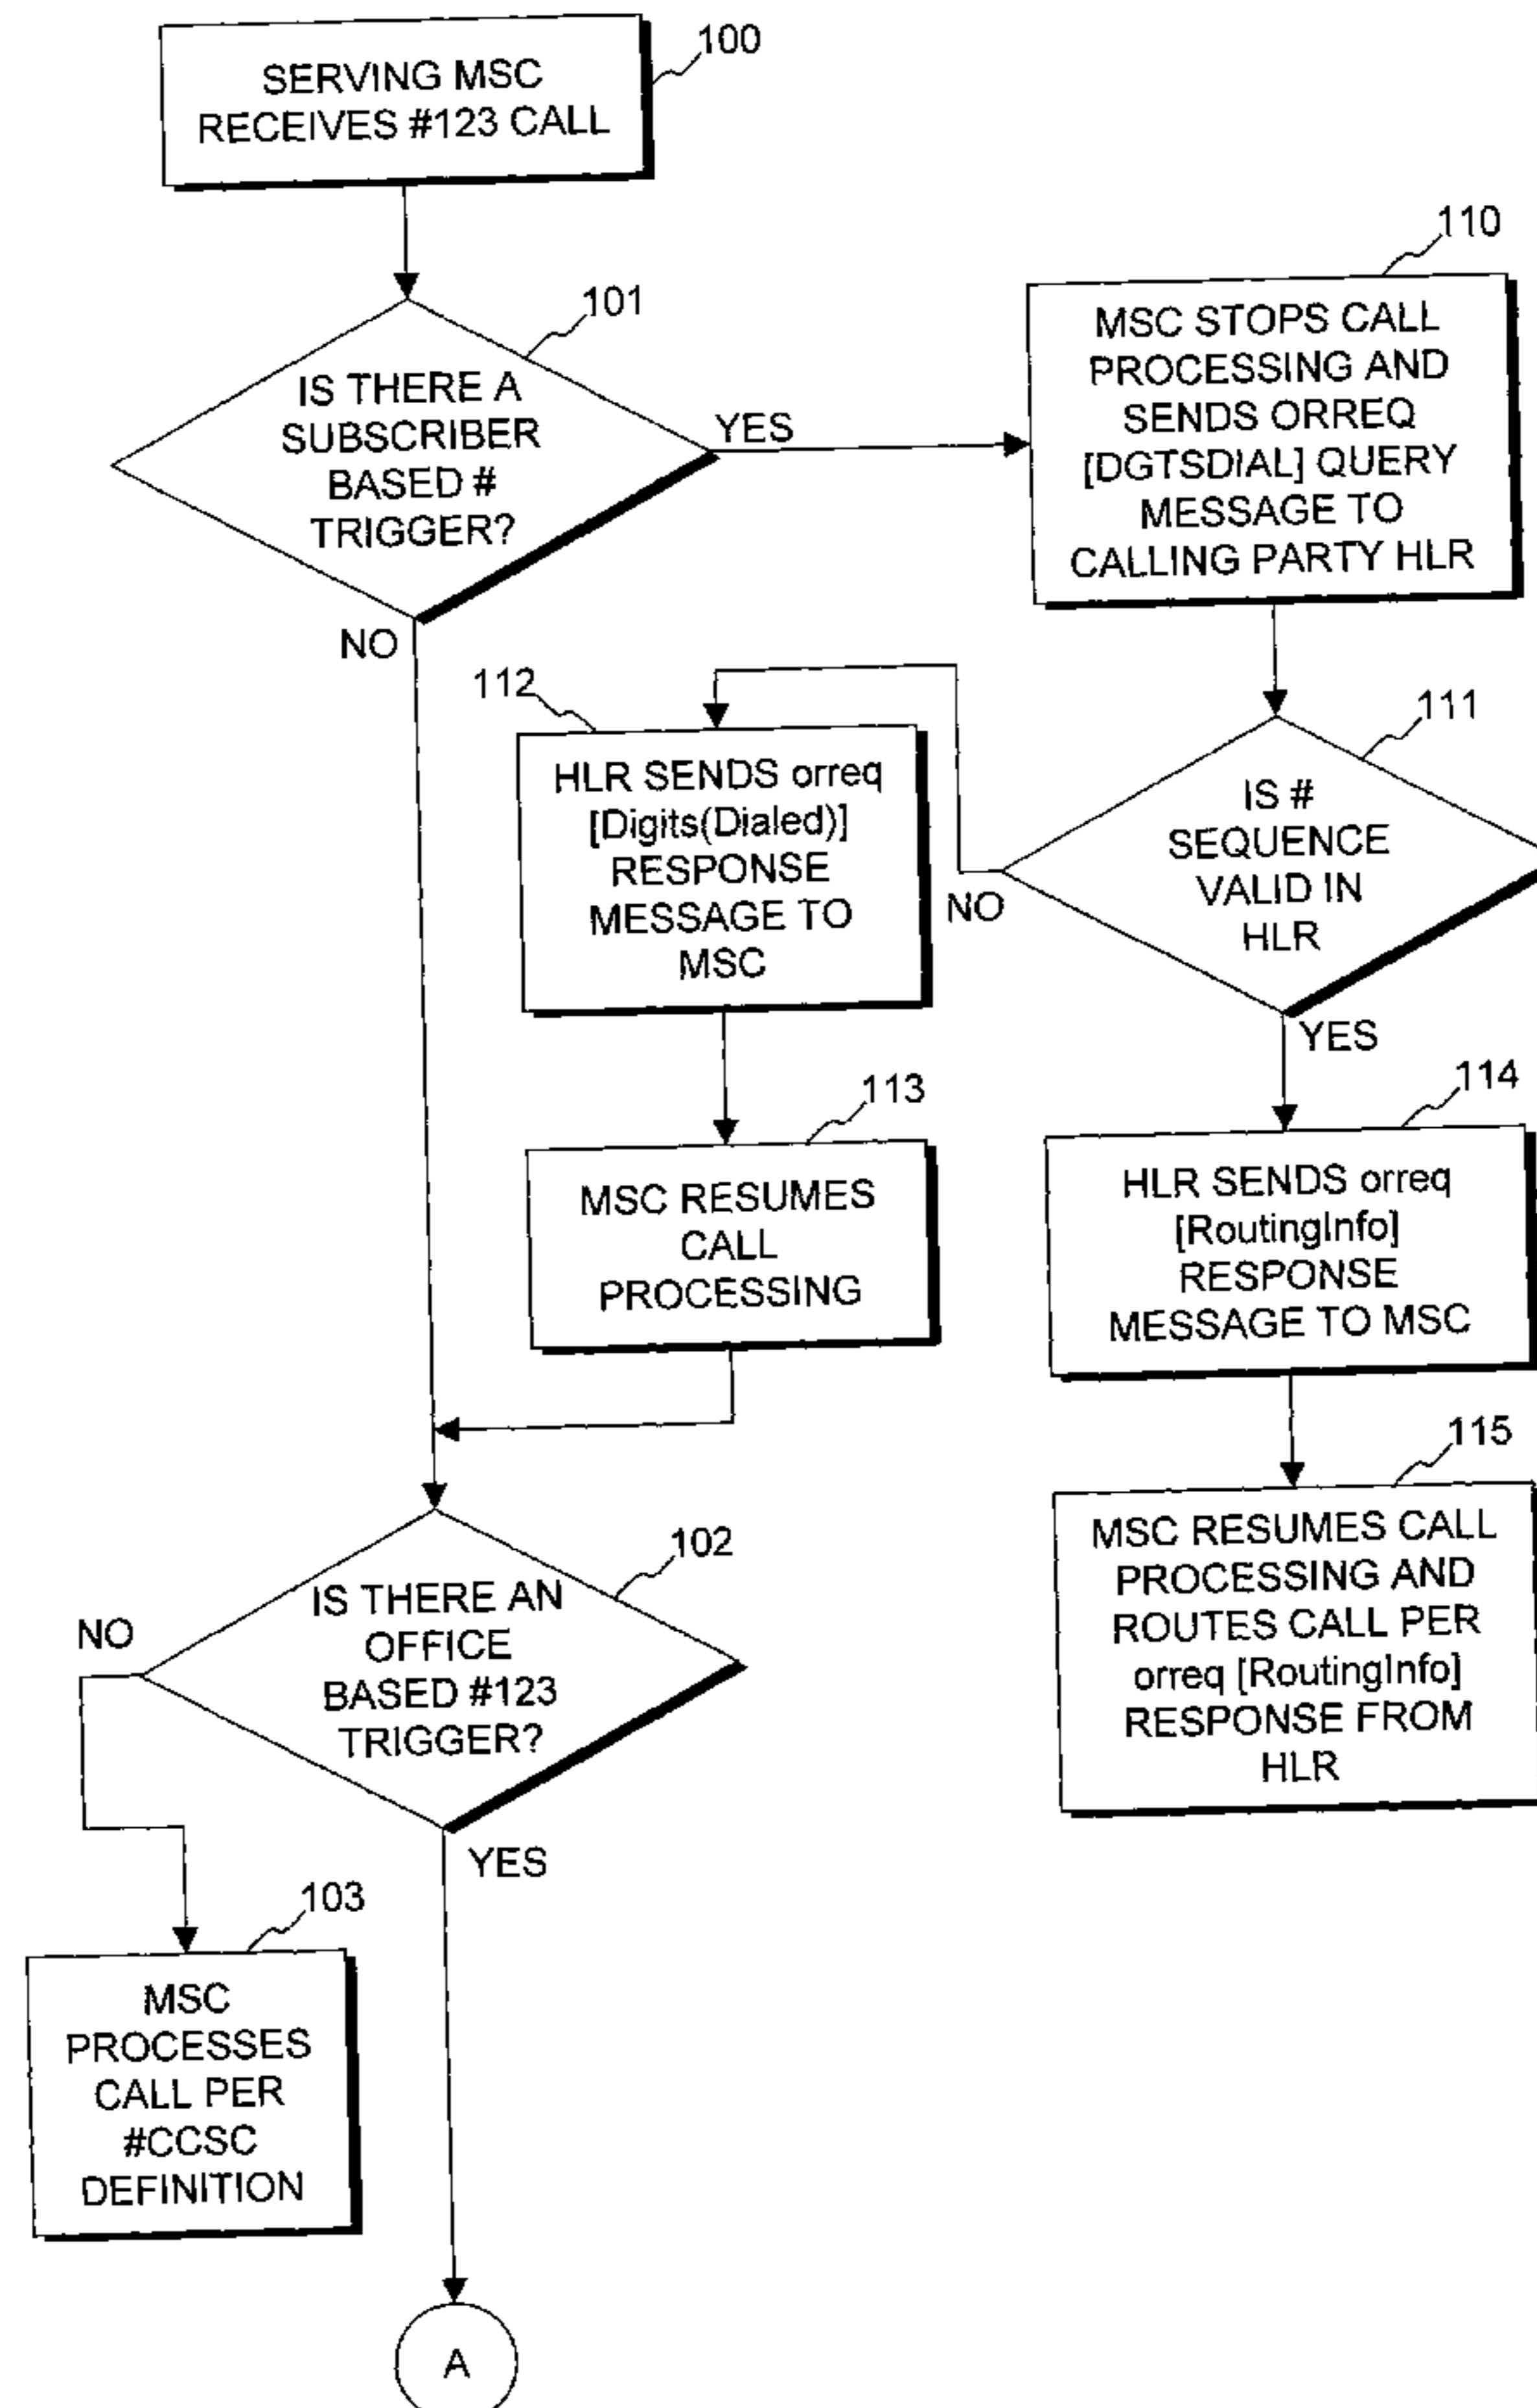 100
SERVING MSC
RECEIVES #123 CALL
101
IS THERE A
SUBSCRIBER
BASED #
TRIGGER?
YES
NO
110
MSC STOPS CALL
PROCESSING AND
SENDS ORREQ
[DGTSDIAL] QUERY
MESSAGE TO
CALLING PARTY HLR
111
IS #
SEQUENCE
VALID IN
HLR
NO
YES
112
HLR SENDS orreq
[Digits(Dialed)]
RESPONSE
MESSAGE TO
MSC
113
MSC RESUMES
CALL
PROCESSING
114
HLR SENDS orreq
[RoutingInfo]
RESPONSE
MESSAGE TO MSC
115
MSC RESUMES CALL
PROCESSING AND
ROUTES CALL PER
orreq [RoutingInfo]
RESPONSE FROM
HLR
102
IS THERE AN
OFFICE
BASED #123
TRIGGER?
NO
YES
103
MSC
PROCESSES
CALL PER
#CCSC
DEFINITION
A